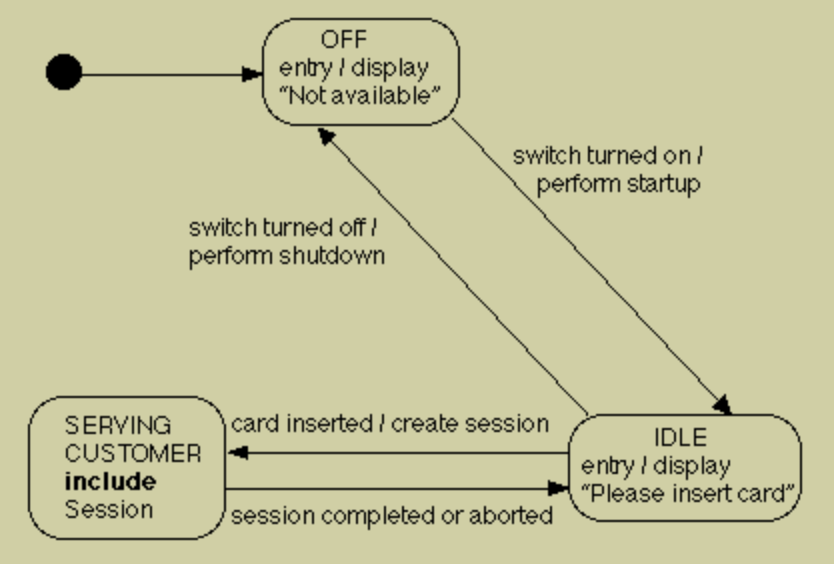 OFF
entry / display
“Not available”
switch turned on /
perform startup
switch turned off /
perform shutdown
SERVING
CUSTOMER
include
Session
card inserted / create session
session completed or aborted
IDLE
entry / display
“Please insert card”